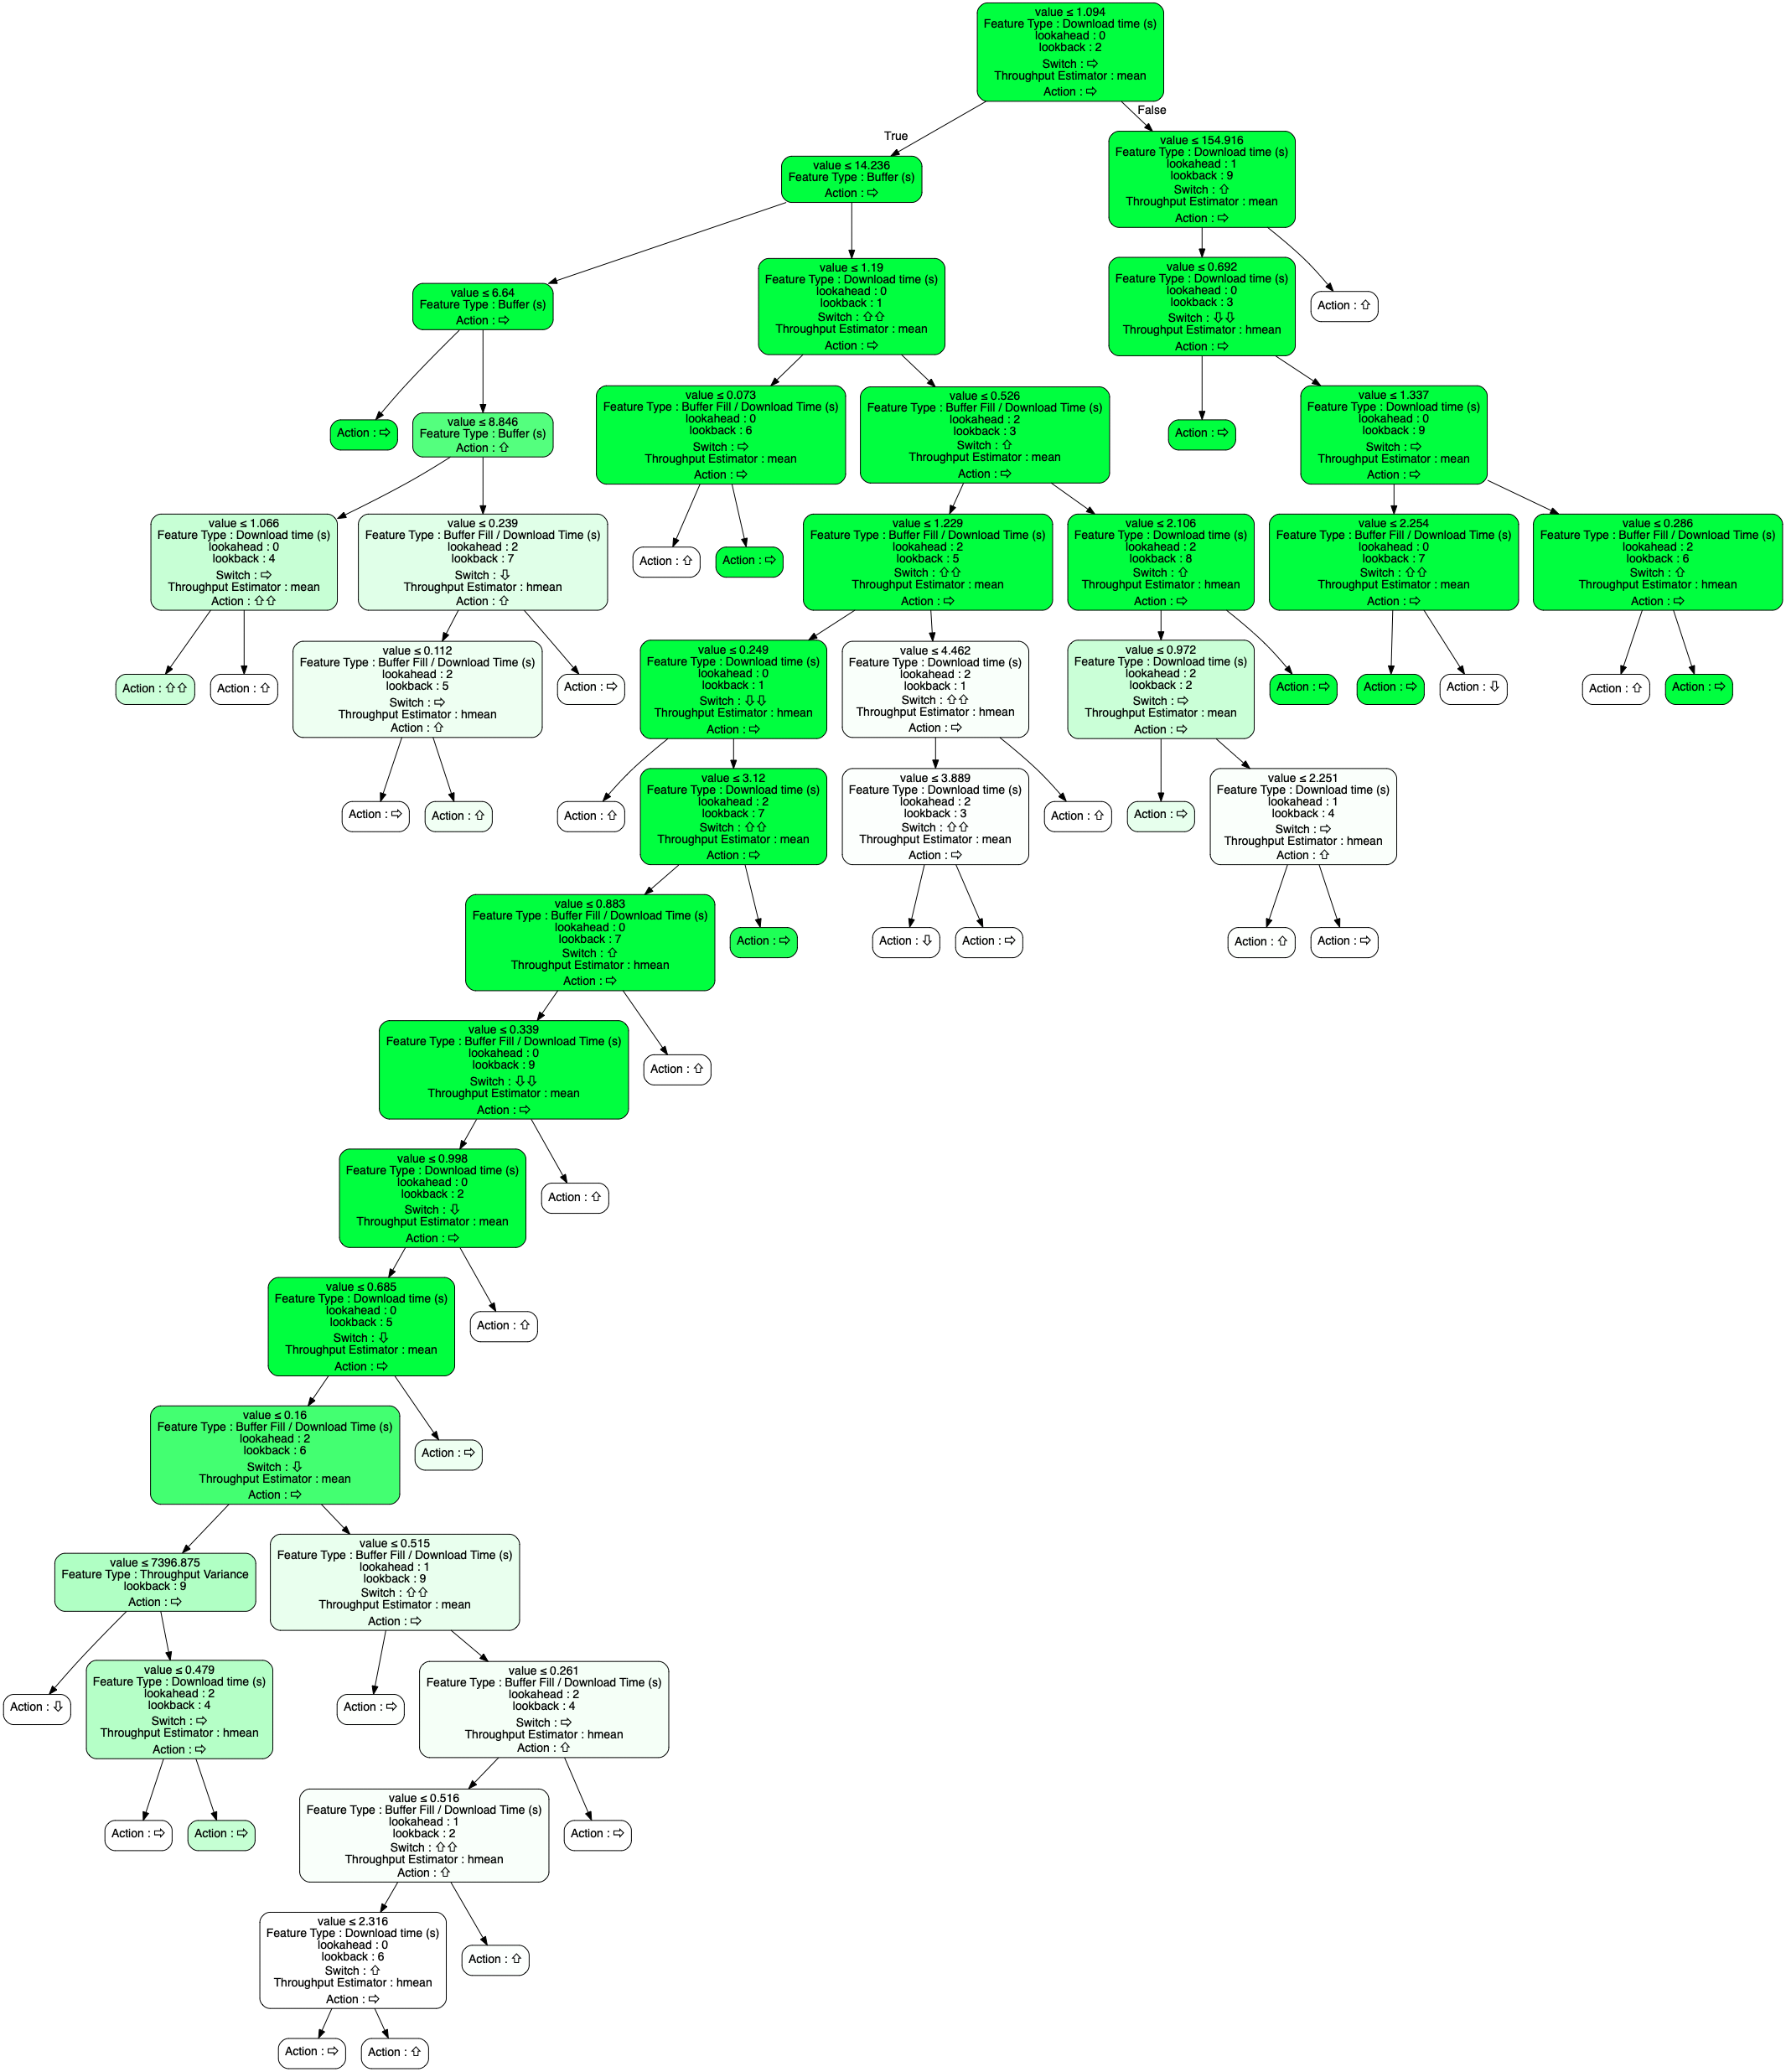 value ≤ 1.094
Feature Type : Download time (s)
lookahead : 0
lookback : 2
Switch : ⇨
Throughput Estimator : mean
Action : ⇨
True
False
value ≤ 14.236
Feature Type : Buffer (s)
Action : ⇨
value ≤ 154.916
Feature Type : Download time (s)
lookahead : 1
lookback : 9
Switch : ⇧
Throughput Estimator : mean
Action : ⇨
value ≤ 6.64
Feature Type : Buffer (s)
Action : ⇨
value ≤ 1.19
Feature Type : Download time (s)
lookahead : 0
lookback : 1
Switch : ⇧⇧
Throughput Estimator : mean
Action : ⇨
value ≤ 0.692
Feature Type : Download time (s)
lookahead : 0
lookback : 3
Switch : ⇩⇩
Throughput Estimator : hmean
Action : ⇨
Action : ⇧
Action : ⇨
value ≤ 8.846
Feature Type : Buffer (s)
Action : ⇧
value ≤ 0.073
Feature Type : Buffer Fill / Download Time (s)
lookahead : 0
lookback : 6
Switch : ⇨
Throughput Estimator : mean
Action : ⇨
value ≤ 0.526
Feature Type : Buffer Fill / Download Time (s)
lookahead : 2
lookback : 3
Switch : ⇧
Throughput Estimator : mean
Action : ⇨
Action : ⇨
value ≤ 1.337
Feature Type : Download time (s)
lookahead : 0
lookback : 9
Switch : ⇨
Throughput Estimator : mean
Action : ⇨
value ≤ 1.066
Feature Type : Download time (s)
lookahead : 0
lookback : 4
Switch : ⇨
Throughput Estimator : mean
Action : ⇧⇧
value ≤ 0.239
Feature Type : Buffer Fill / Download Time (s)
lookahead : 2
lookback : 7
Switch : ⇩
Throughput Estimator : hmean
Action : ⇧
Action : ⇧
Action : ⇨
value ≤ 1.229
Feature Type : Buffer Fill / Download Time (s)
lookahead : 2
lookback : 5
Switch : ⇧⇧
Throughput Estimator : mean
Action : ⇨
value ≤ 2.106
Feature Type : Download time (s)
lookahead : 2
lookback : 8
Switch : ⇧
Throughput Estimator : hmean
Action : ⇨
value ≤ 2.254
Feature Type : Buffer Fill / Download Time (s)
lookahead : 0
lookback : 7
Switch : ⇧⇧
Throughput Estimator : mean
Action : ⇨
value ≤ 0.286
Feature Type : Buffer Fill / Download Time (s)
lookahead : 2
lookback : 6
Switch : ⇧
Throughput Estimator : hmean
Action : ⇨
Action : ⇧⇧
Action : ⇧
value ≤ 0.112
Feature Type : Buffer Fill / Download Time (s)
lookahead : 2
lookback : 5
Switch : ⇨
Throughput Estimator : hmean
Action : ⇧
Action : ⇨
value ≤ 0.249
Feature Type : Download time (s)
lookahead : 0
lookback : 1
Switch : ⇩⇩
Throughput Estimator : hmean
Action : ⇨
value ≤ 4.462
Feature Type : Download time (s)
lookahead : 2
lookback : 1
Switch : ⇧⇧
Throughput Estimator : hmean
Action : ⇨
value ≤ 0.972
Feature Type : Download time (s)
lookahead : 2
lookback : 2
Switch : ⇨
Throughput Estimator : mean
Action : ⇨
Action : ⇨
Action : ⇨
Action : ⇩
Action : ⇧
Action : ⇨
Action : ⇨
Action : ⇧
Action : ⇧
value ≤ 3.12
Feature Type : Download time (s)
lookahead : 2
lookback : 7
Switch : ⇧⇧
Throughput Estimator : mean
Action : ⇨
value ≤ 3.889
Feature Type : Download time (s)
lookahead : 2
lookback : 3
Switch : ⇧⇧
Throughput Estimator : mean
Action : ⇨
Action : ⇧
Action : ⇨
value ≤ 2.251
Feature Type : Download time (s)
lookahead : 1
lookback : 4
Switch : ⇨
Throughput Estimator : hmean
Action : ⇧
value ≤ 0.883
Feature Type : Buffer Fill / Download Time (s)
lookahead : 0
lookback : 7
Switch : ⇧
Throughput Estimator : hmean
Action : ⇨
Action : ⇨
Action : ⇩
Action : ⇨
Action : ⇧
Action : ⇨
value ≤ 0.339
Feature Type : Buffer Fill / Download Time (s)
lookahead : 0
lookback : 9
Switch : ⇩⇩
Throughput Estimator : mean
Action : ⇨
Action : ⇧
value ≤ 0.998
Feature Type : Download time (s)
lookahead : 0
lookback : 2
Switch : ⇩
Throughput Estimator : mean
Action : ⇨
Action : ⇧
value ≤ 0.685
Feature Type : Download time (s)
lookahead : 0
lookback : 5
Switch : ⇩
Throughput Estimator : mean
Action : ⇨
Action : ⇧
value ≤ 0.16
Feature Type : Buffer Fill / Download Time (s)
lookahead : 2
lookback : 6
Switch : ⇩
Throughput Estimator : mean
Action : ⇨
Action : ⇨
value ≤ 7396.875
Feature Type : Throughput Variance
lookback : 9
Action : ⇨
value ≤ 0.515
Feature Type : Buffer Fill / Download Time (s)
lookahead : 1
lookback : 9
Switch : ⇧⇧
Throughput Estimator : mean
Action : ⇨
Action : ⇩
value ≤ 0.479
Feature Type : Download time (s)
lookahead : 2
lookback : 4
Switch : ⇨
Throughput Estimator : hmean
Action : ⇨
Action : ⇨
value ≤ 0.261
Feature Type : Buffer Fill / Download Time (s)
lookahead : 2
lookback : 4
Switch : ⇨
Throughput Estimator : hmean
Action : ⇧
Action : ⇨
Action : ⇨
value ≤ 0.516
Feature Type : Buffer Fill / Download Time (s)
lookahead : 1
lookback : 2
Switch : ⇧⇧
Throughput Estimator : hmean
Action : ⇧
Action : ⇨
value ≤ 2.316
Feature Type : Download time (s)
lookahead : 0
lookback : 6
Switch : ⇧
Throughput Estimator : hmean
Action : ⇨
Action : ⇧
Action : ⇨
Action : ⇧